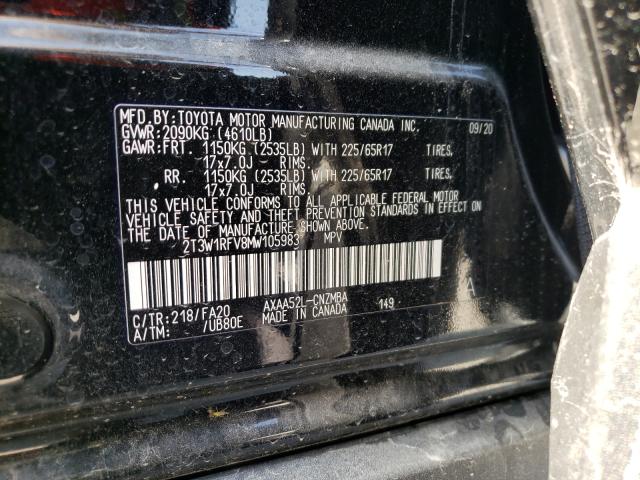 MFD.BY:TOYOTA MOTOR MANUFACTURING CANADA INC. 09/20
GVWR:2090KG (4610LB)
GAWR:FRT. 1150KG (2535LB) WITH 225/65R17 TIRES,
17x7.0J RIMS,
RR. 1150KG (2535LB) WITH 225/65R17 TIRES,
17x7.0J RIMS.
THIS VEHICLE CONFORMS TO ALL APPLICABLE FEDERAL MOTOR
VEHICLE SAFETY AND THEFT PREVENTION STANDARDS IN EFFECT ON
THE DATE OF MANUFACTURE SHOWN ABOVE.
2T3W1RFV8MW105983 MPV
C/TR:218/FA20 AXAA52L-CNZMBA 149 A
A/TM: /UB80E MADE IN CANADA